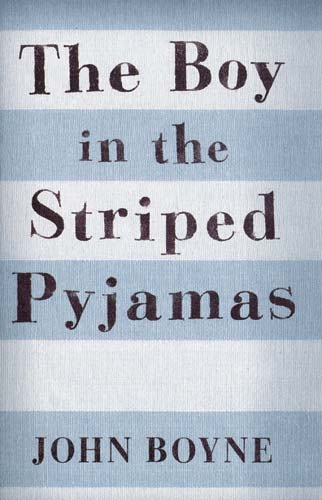 The Boy
in the
Striped
Pyjamas
JOHN BOYNE